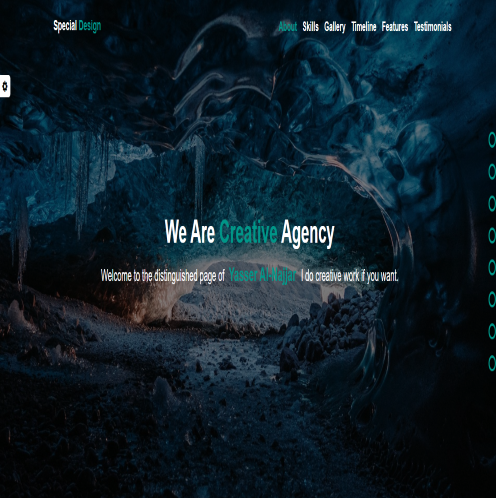 Special Design
About Skills Gallery Timeline Features Testimonials
We Are Creative Agency
Welcome to the distinguished page of Yasser Al-Najjar I do creative work if you want.